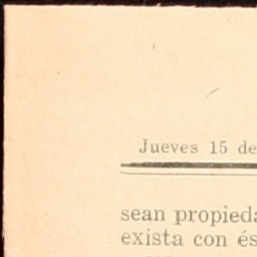 Jueves 15 de
sean propieda
exista con és